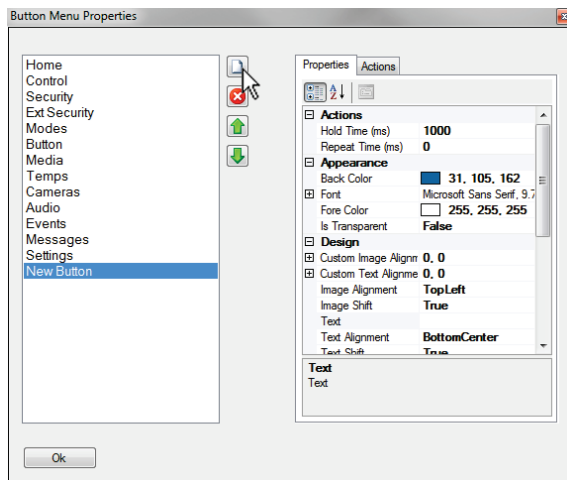 Button Menu Properties
Home
Control
Security
Ext Security
Modes
Button
Media
Temps
Cameras
Audio
Events
Messages
Settings
New Button
Ok
Properties Actions
Actions
Hold Time (ms) 1000
Repeat Time (ms) 0
Appearance
Back Color 31, 105, 162
Font Microsoft Sans Serif, 9.7
Fore Color 255, 255, 255
Is Transparent False
Design
Custom Image Alignm 0, 0
Custom Text Alignme 0, 0
Image Alignment TopLeft
Image Shift True
Text
Text Alignment BottomCenter
Text Shift True
Text
Text